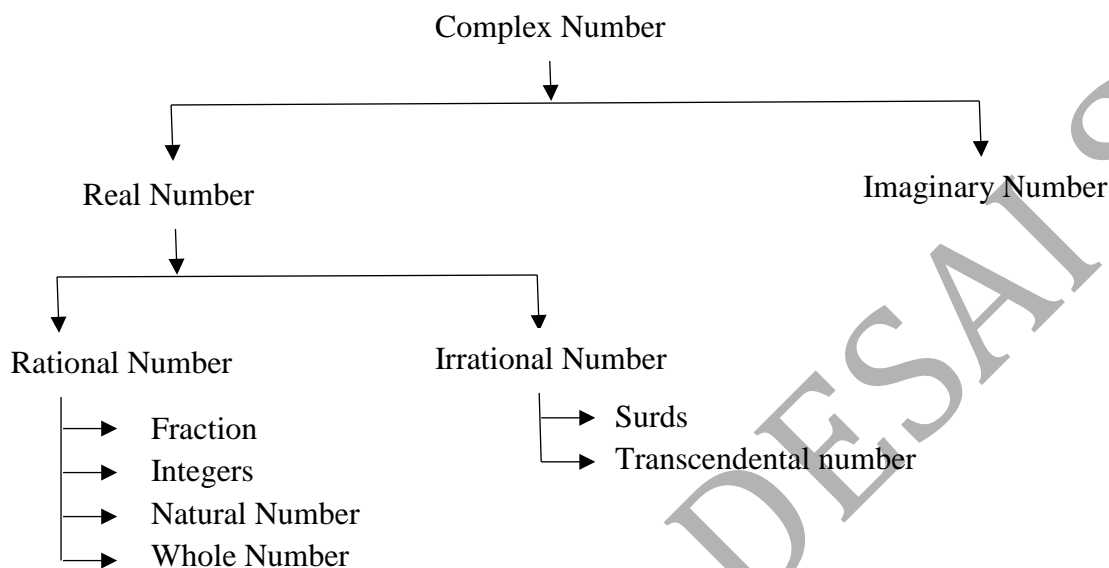 Complex Number
Real Number
Imaginary Number
Rational Number
Irrational Number
Fraction
Integers
Natural Number
Whole Number
Surds
Transcendental number
DESAI